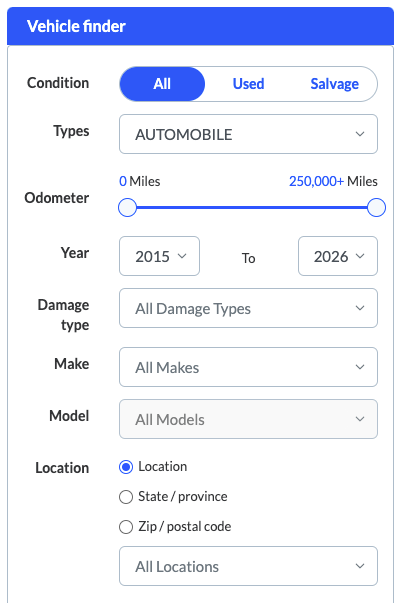 Vehicle finder
Condition All Used Salvage
Types AUTOMOBILE
0 Miles 250,000+ Miles
Odometer
Year 2015 To 2026
Damage type All Damage Types
Make All Makes
Model All Models
Location Location
State / province
Zip / postal code
All Locations